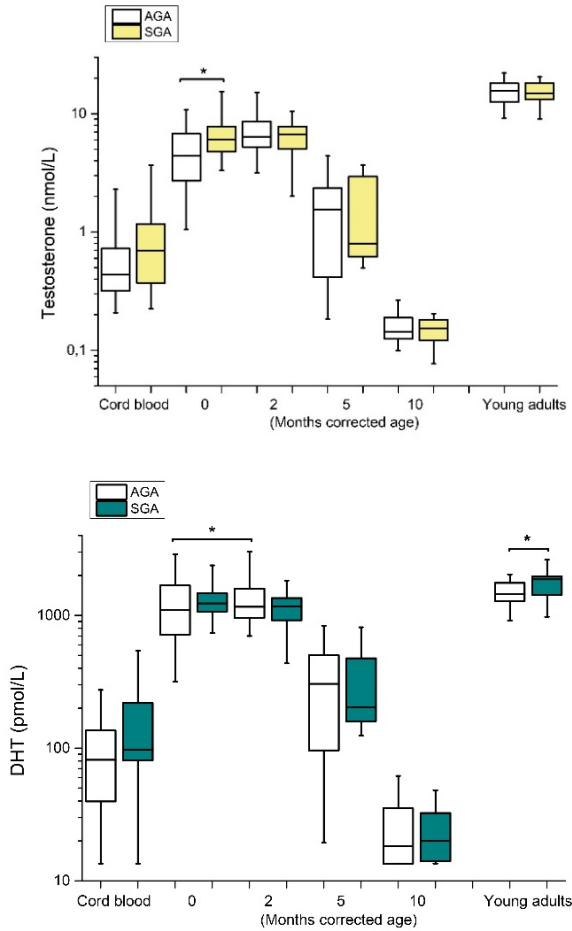 AGA
SGA
*
10
1
0,1
Testosterone (nmol/L)
Cord blood 0 2 5 10 Young adults
(Months corrected age)
AGA
SGA
* *
1000
100
10
DHT (pmol/L)
Cord blood 0 2 5 10 Young adults
(Months corrected age)